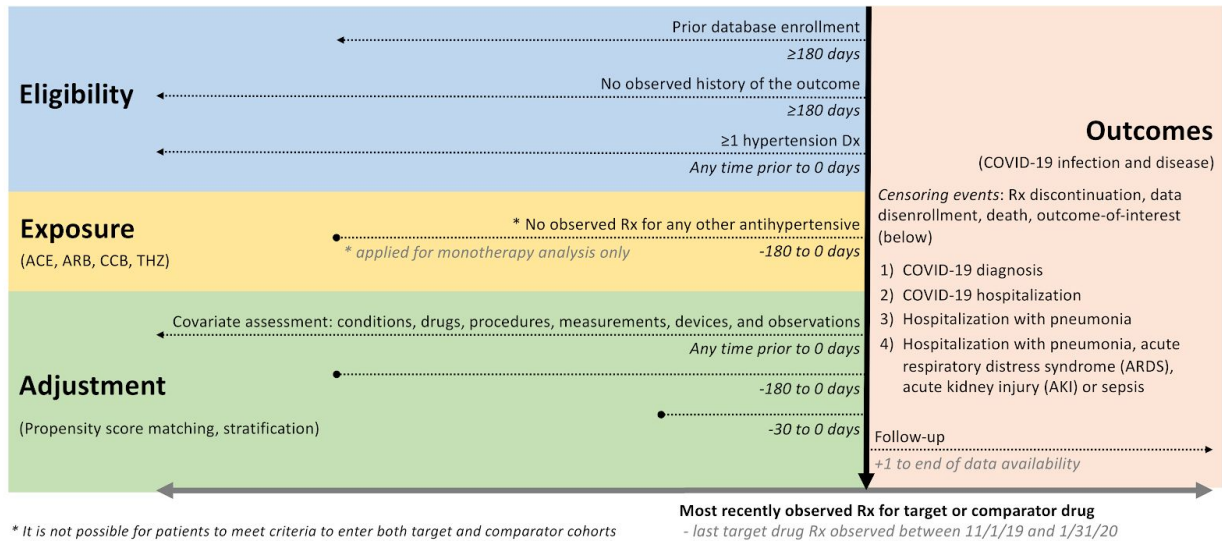 Eligibility
Prior database enrollment
≥180 days
No observed history of the outcome
≥180 days
≥1 hypertension Dx
Any time prior to 0 days
Exposure
(ACE, ARB, CCB, THZ)
* No observed Rx for any other antihypertensive
* applied for monotherapy analysis only
-180 to 0 days
Adjustment
(Propensity score matching, stratification)
Covariate assessment: conditions, drugs, procedures, measurements, devices, and observations
Any time prior to 0 days
-180 to 0 days
-30 to 0 days
Outcomes
(COVID-19 infection and disease)
Censoring events: Rx discontinuation, data
disenrollment, death, outcome-of-interest
(below)
1) COVID-19 diagnosis
2) COVID-19 hospitalization
3) Hospitalization with pneumonia
4) Hospitalization with pneumonia, acute
respiratory distress syndrome (ARDS),
acute kidney injury (AKI) or sepsis
Follow-up
+1 to end of data availability
Most recently observed Rx for target or comparator drug
- last target drug Rx observed between 11/1/19 and 1/31/20
* It is not possible for patients to meet criteria to enter both target and comparator cohorts